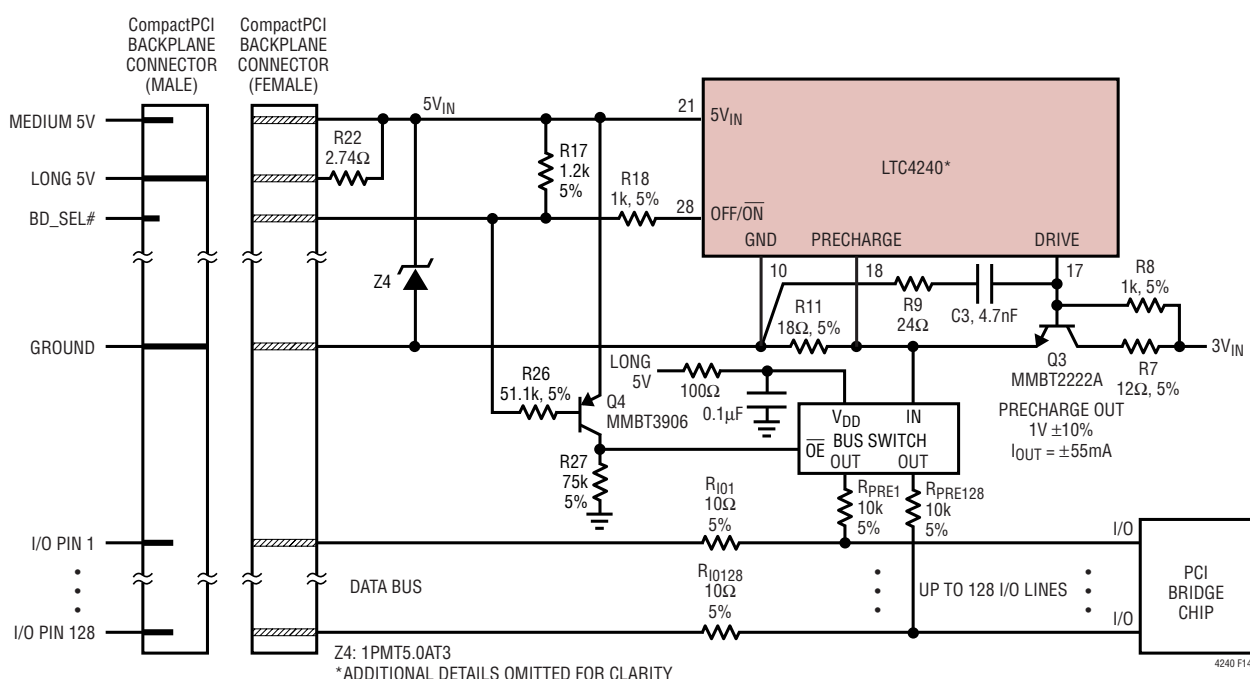 CompactPCI
BACKPLANE
CONNECTOR
(MALE)
CompactPCI
BACKPLANE
CONNECTOR
(FEMALE)
MEDIUM 5V
LONG 5V
BD_SEL#
GROUND
I/O PIN 1
I/O PIN 128
5VIN
R22
2.74Ω
R17
1.2k
5%
R18
1k, 5%
Z4
21
28
5VIN
OFF/ON
LTC4240*
GND
PRECHARGE
DRIVE
10
18
17
R11
18Ω, 5%
R9
24Ω
C3, 4.7nF
R8
1k, 5%
3VIN
Q3
MMBT2222A
R7
12Ω, 5%
PRECHARGE OUT
1V ±10%
IOUT = ±55mA
R26
51.1k, 5%
Q4
MMBT3906
R27
75k
5%
LONG
5V
100Ω
0.1µF
VDD
IN
OE
BUS SWITCH
OUT
OUT
RPRE1
10k
5%
RPRE128
10k
5%
RIO1
10Ω
5%
RIO128
10Ω
5%
DATA BUS
UP TO 128 I/O LINES
I/O
I/O
PCI
BRIDGE
CHIP
Z4: 1PMT5.0AT3
*ADDITIONAL DETAILS OMITTED FOR CLARITY
4240 F14